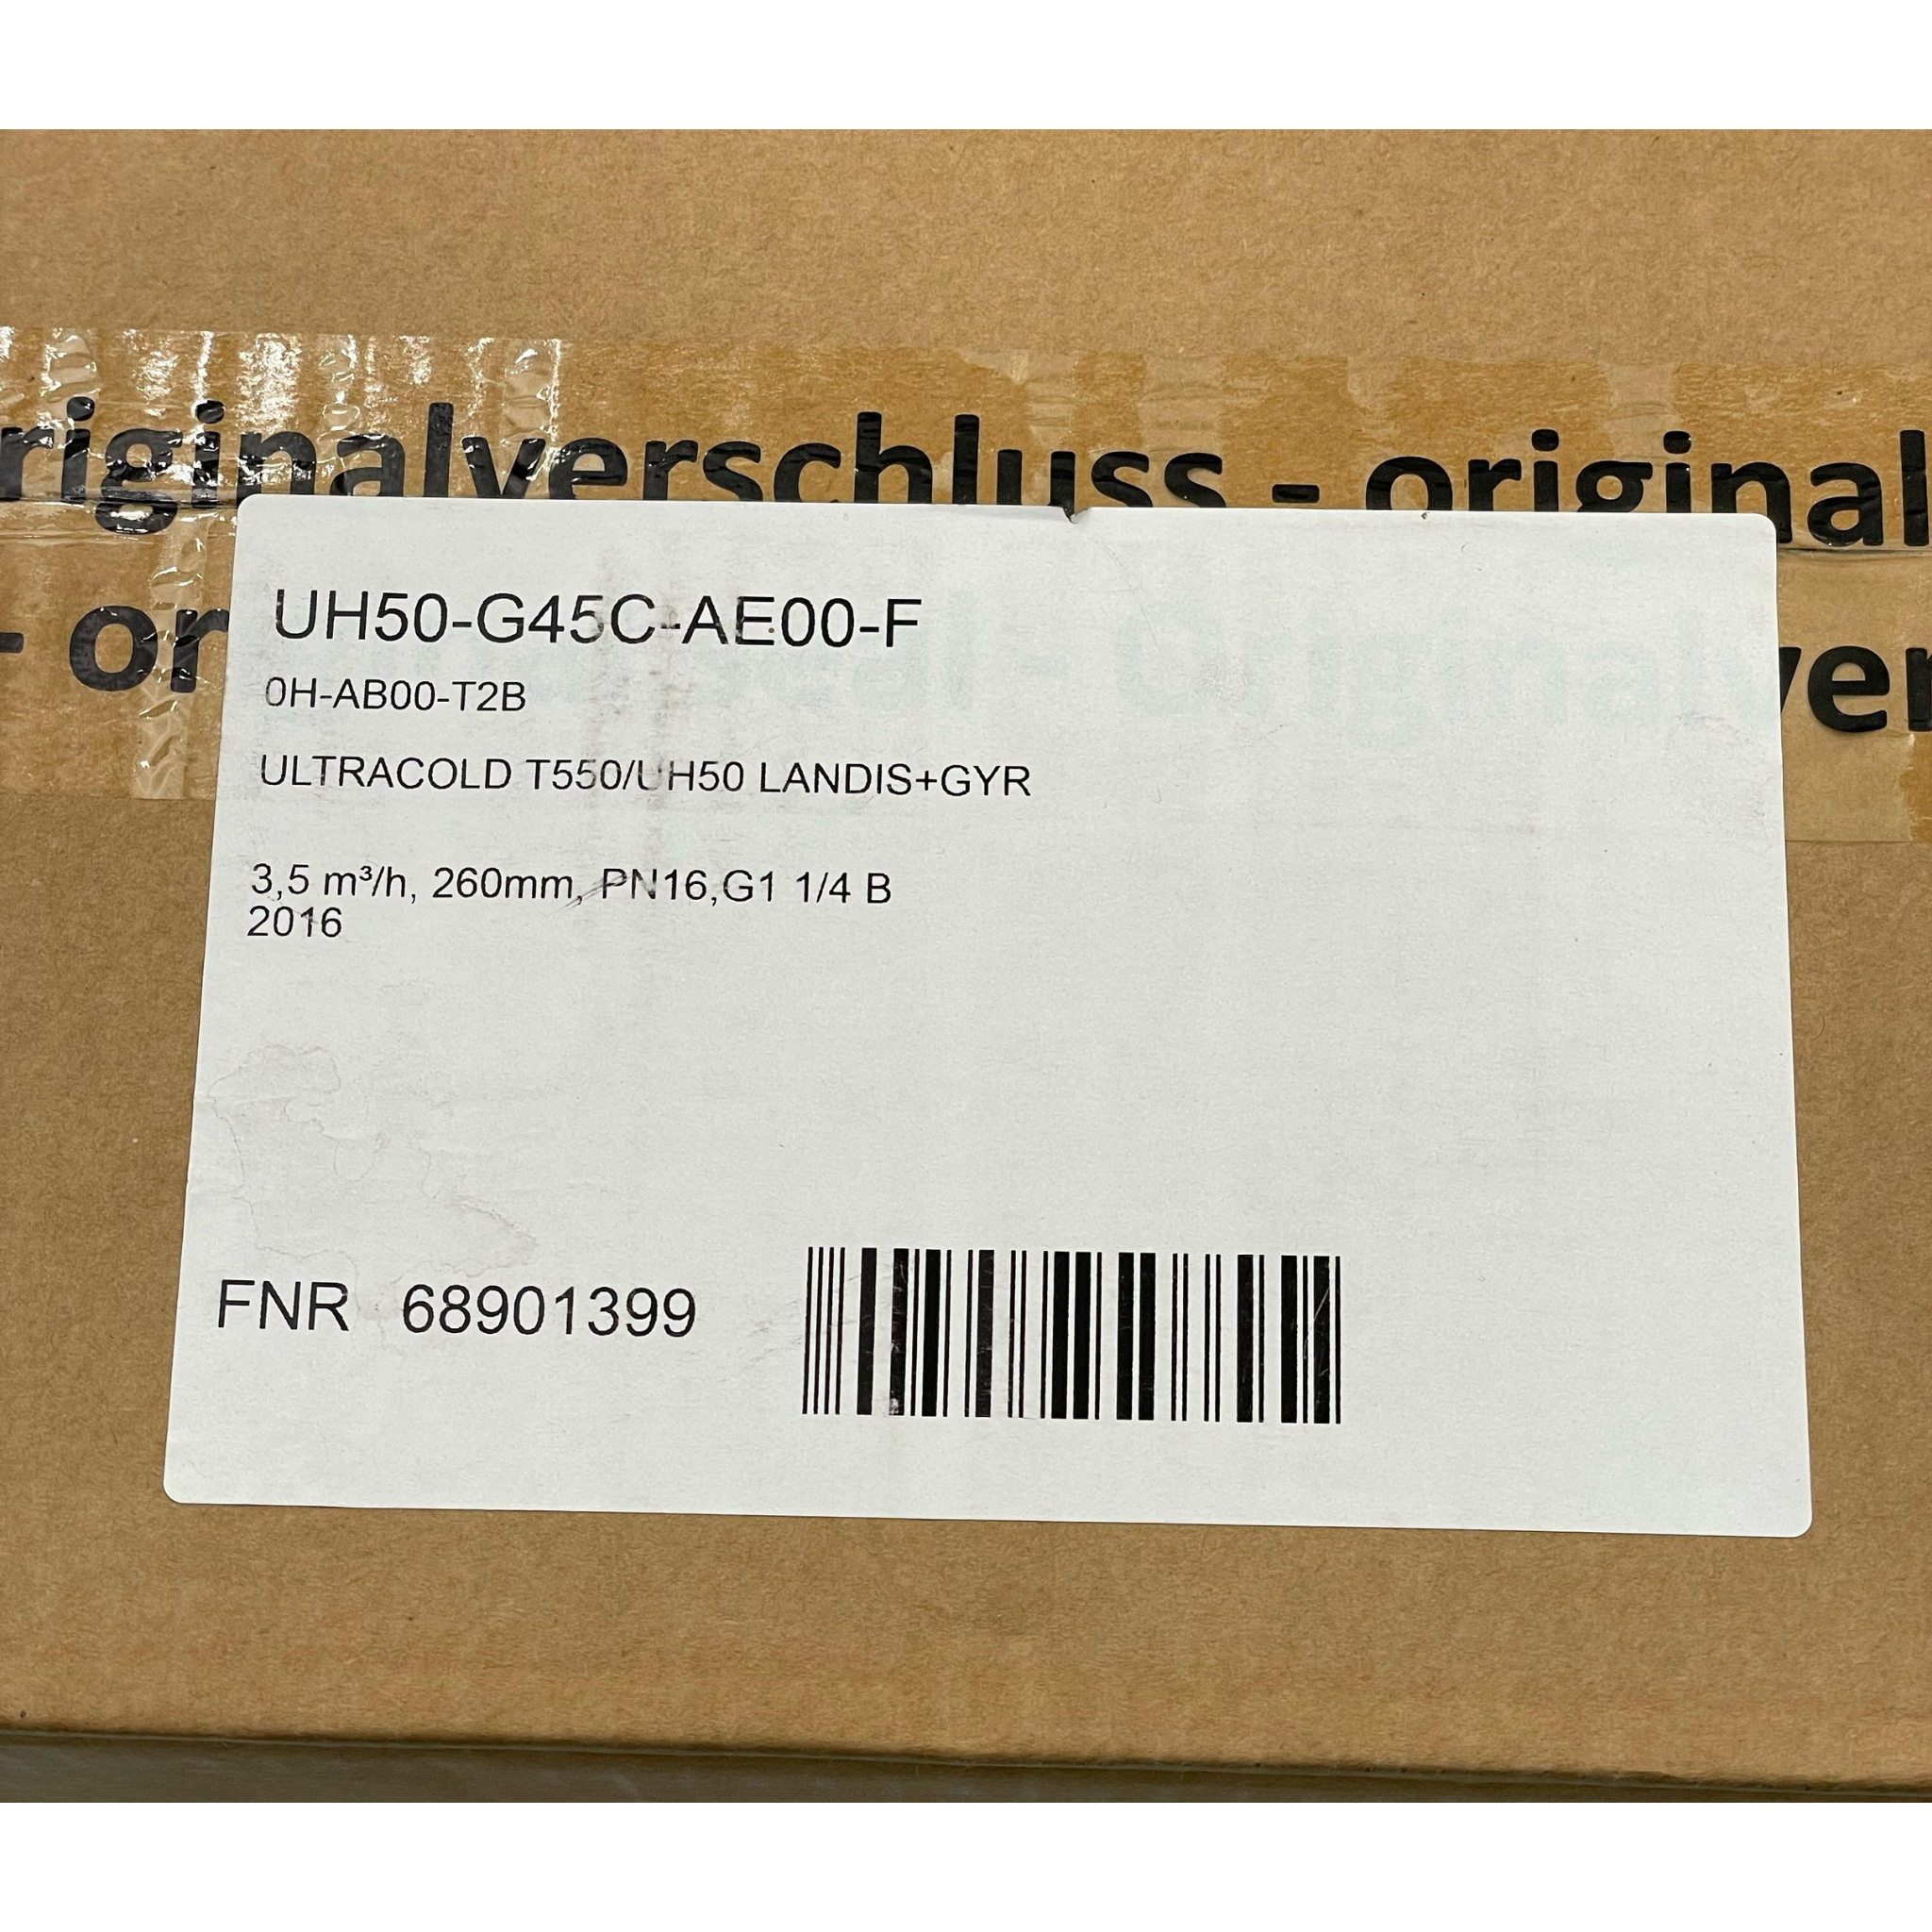 riginalverschluss - original
- or
ver
UH50-G45C-AE00-F
0H-AB00-T2B
ULTRACOLD T550/UH50 LANDIS+GYR
3,5 m³/h, 260mm, PN16,G1 1/4 B
2016
FNR 68901399